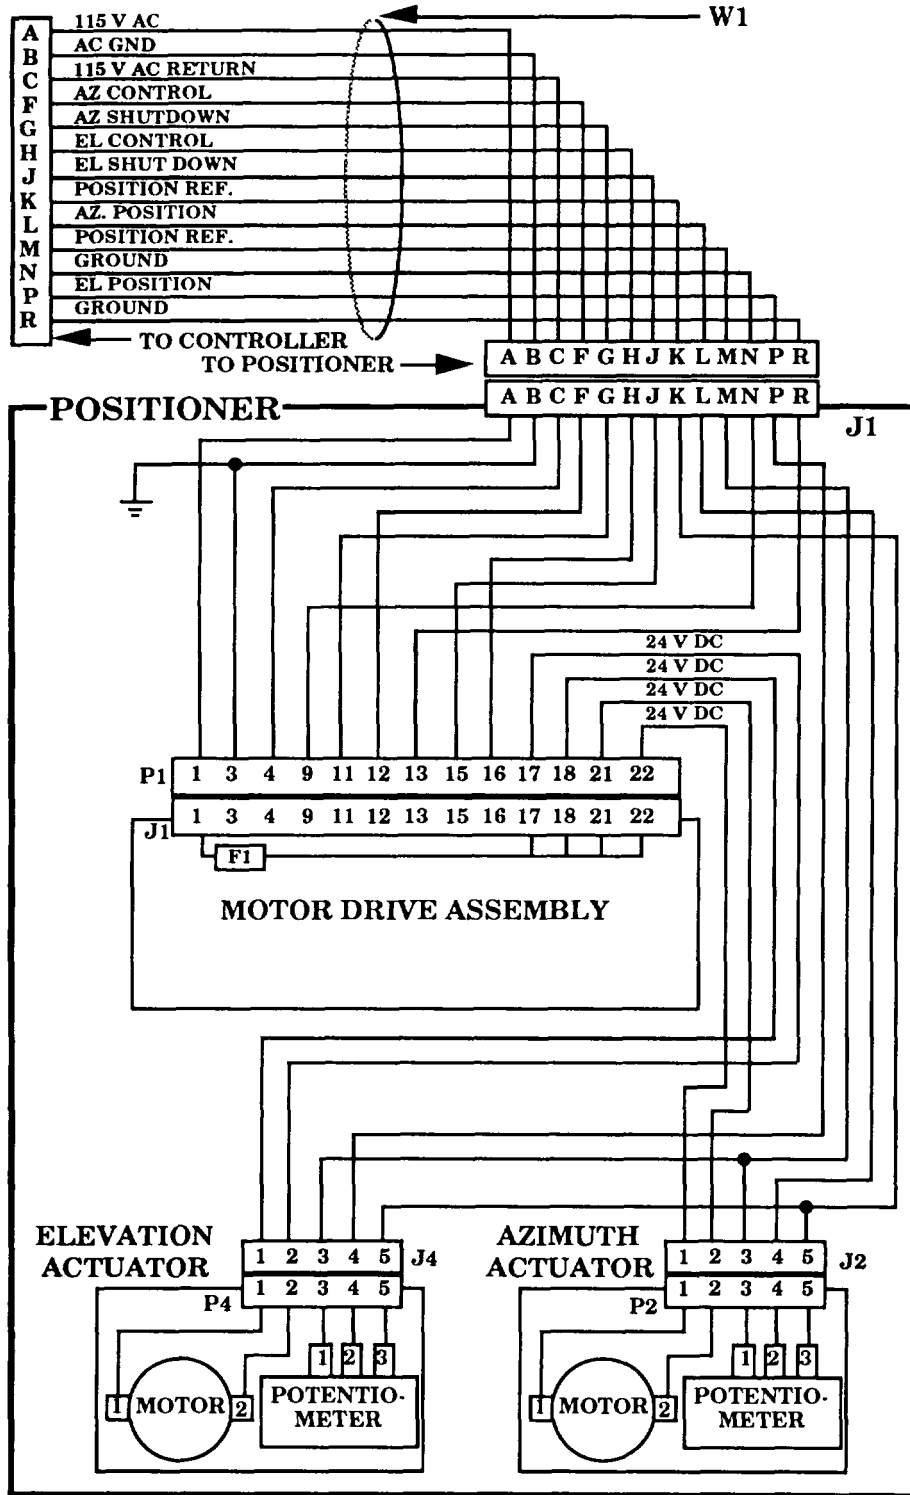 W1
A 115 V AC
B AC GND
C 115 V AC RETURN
F AZ CONTROL
G AZ SHUTDOWN
H EL CONTROL
J EL SHUT DOWN
K POSITION REF.
L AZ. POSITION
M POSITION REF.
N GROUND
P EL POSITION
R GROUND
TO CONTROLLER
TO POSITIONER
A B C F G H J K L M N P R
A B C F G H J K L M N P R
POSITIONER
J1
24 V DC
24 V DC
24 V DC
24 V DC
P1 1 3 4 9 11 12 13 15 16 17 18 21 22
J1 1 3 4 9 11 12 13 15 16 17 18 21 22
F1
MOTOR DRIVE ASSEMBLY
ELEVATION
ACTUATOR
1 2 3 4 5 J4
P4 1 2 3 4 5
1 2 3
1 MOTOR 2
POTENTIO-
METER
AZIMUTH
ACTUATOR
1 2 3 4 5 J2
P2 1 2 3 4 5
1 2 3
1 MOTOR 2
POTENTIO-
METER